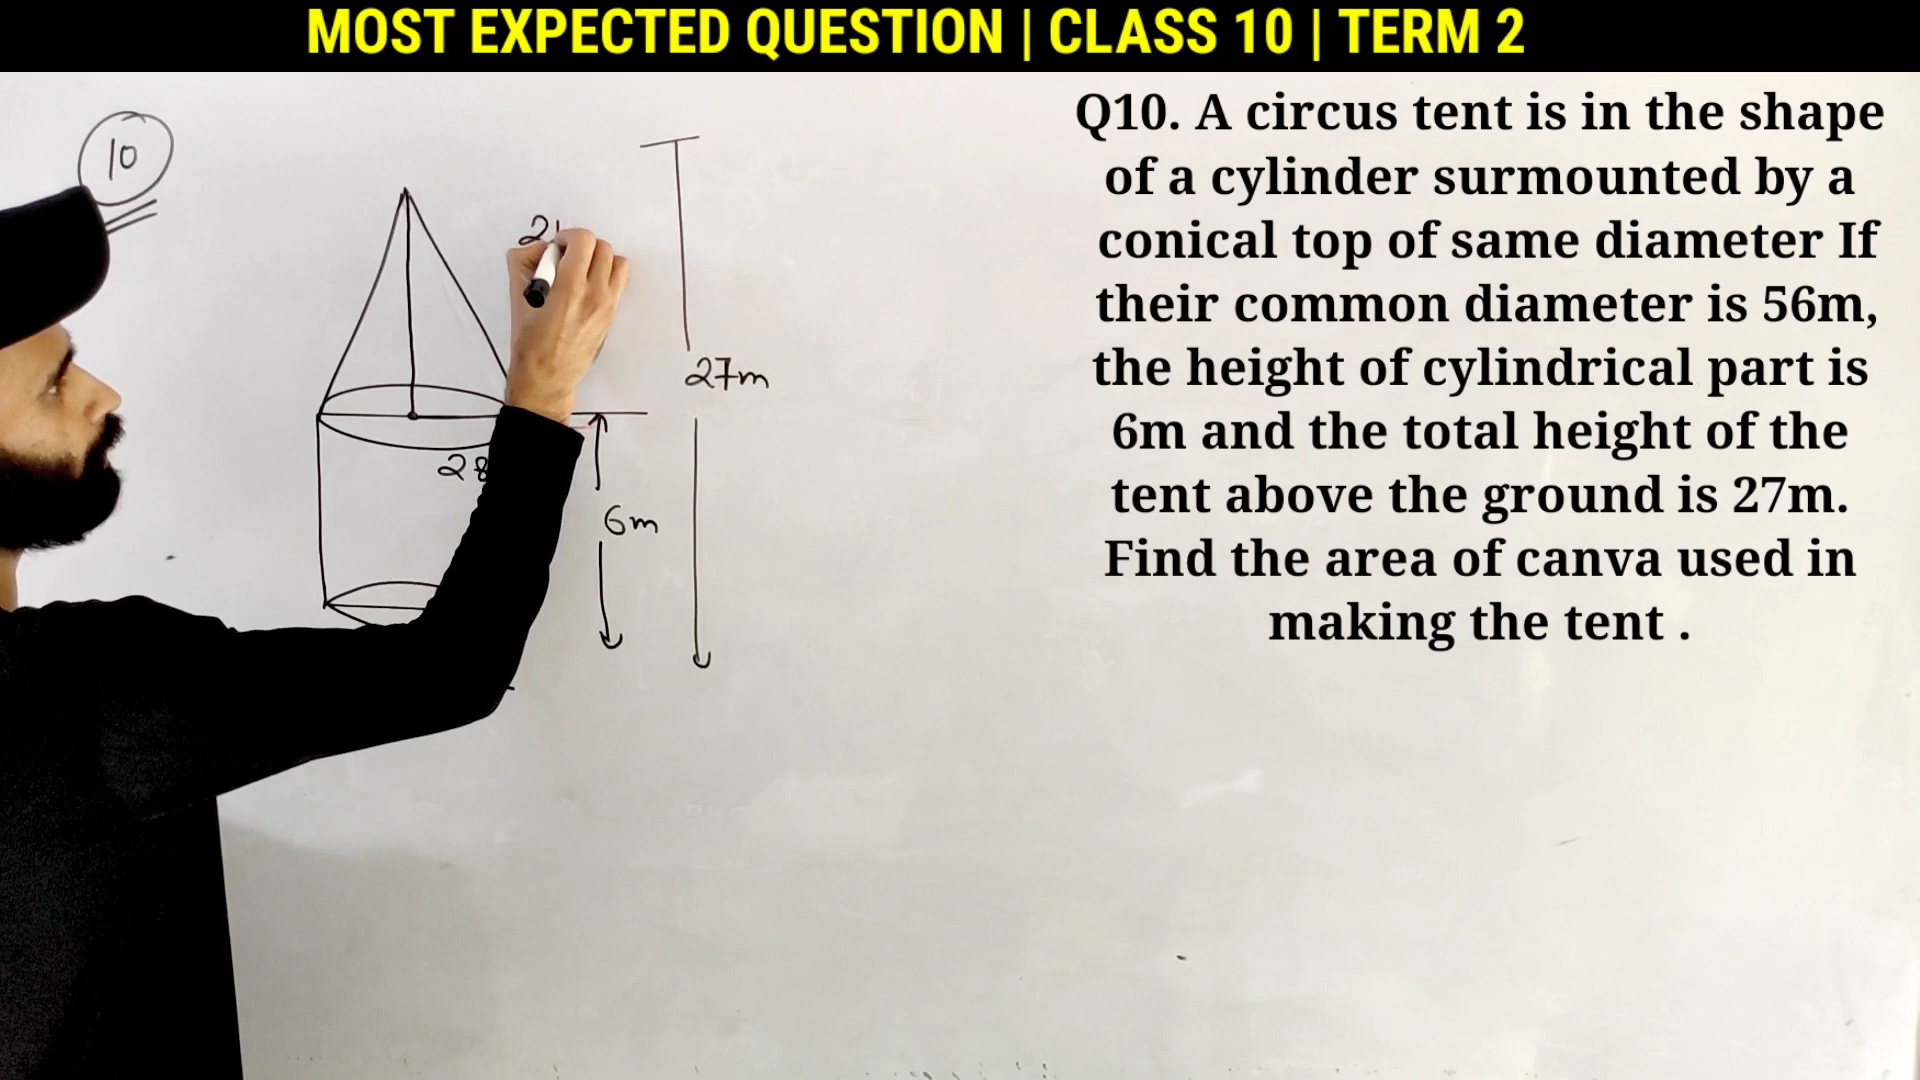 MOST EXPECTED QUESTION | CLASS 10 | TERM 2
10
Q10. A circus tent is in the shape
of a cylinder surmounted by a
conical top of same diameter If
their common diameter is 56m,
the height of cylindrical part is
6m and the total height of the
tent above the ground is 27m.
Find the area of canva used in
making the tent .
27m
28
6m